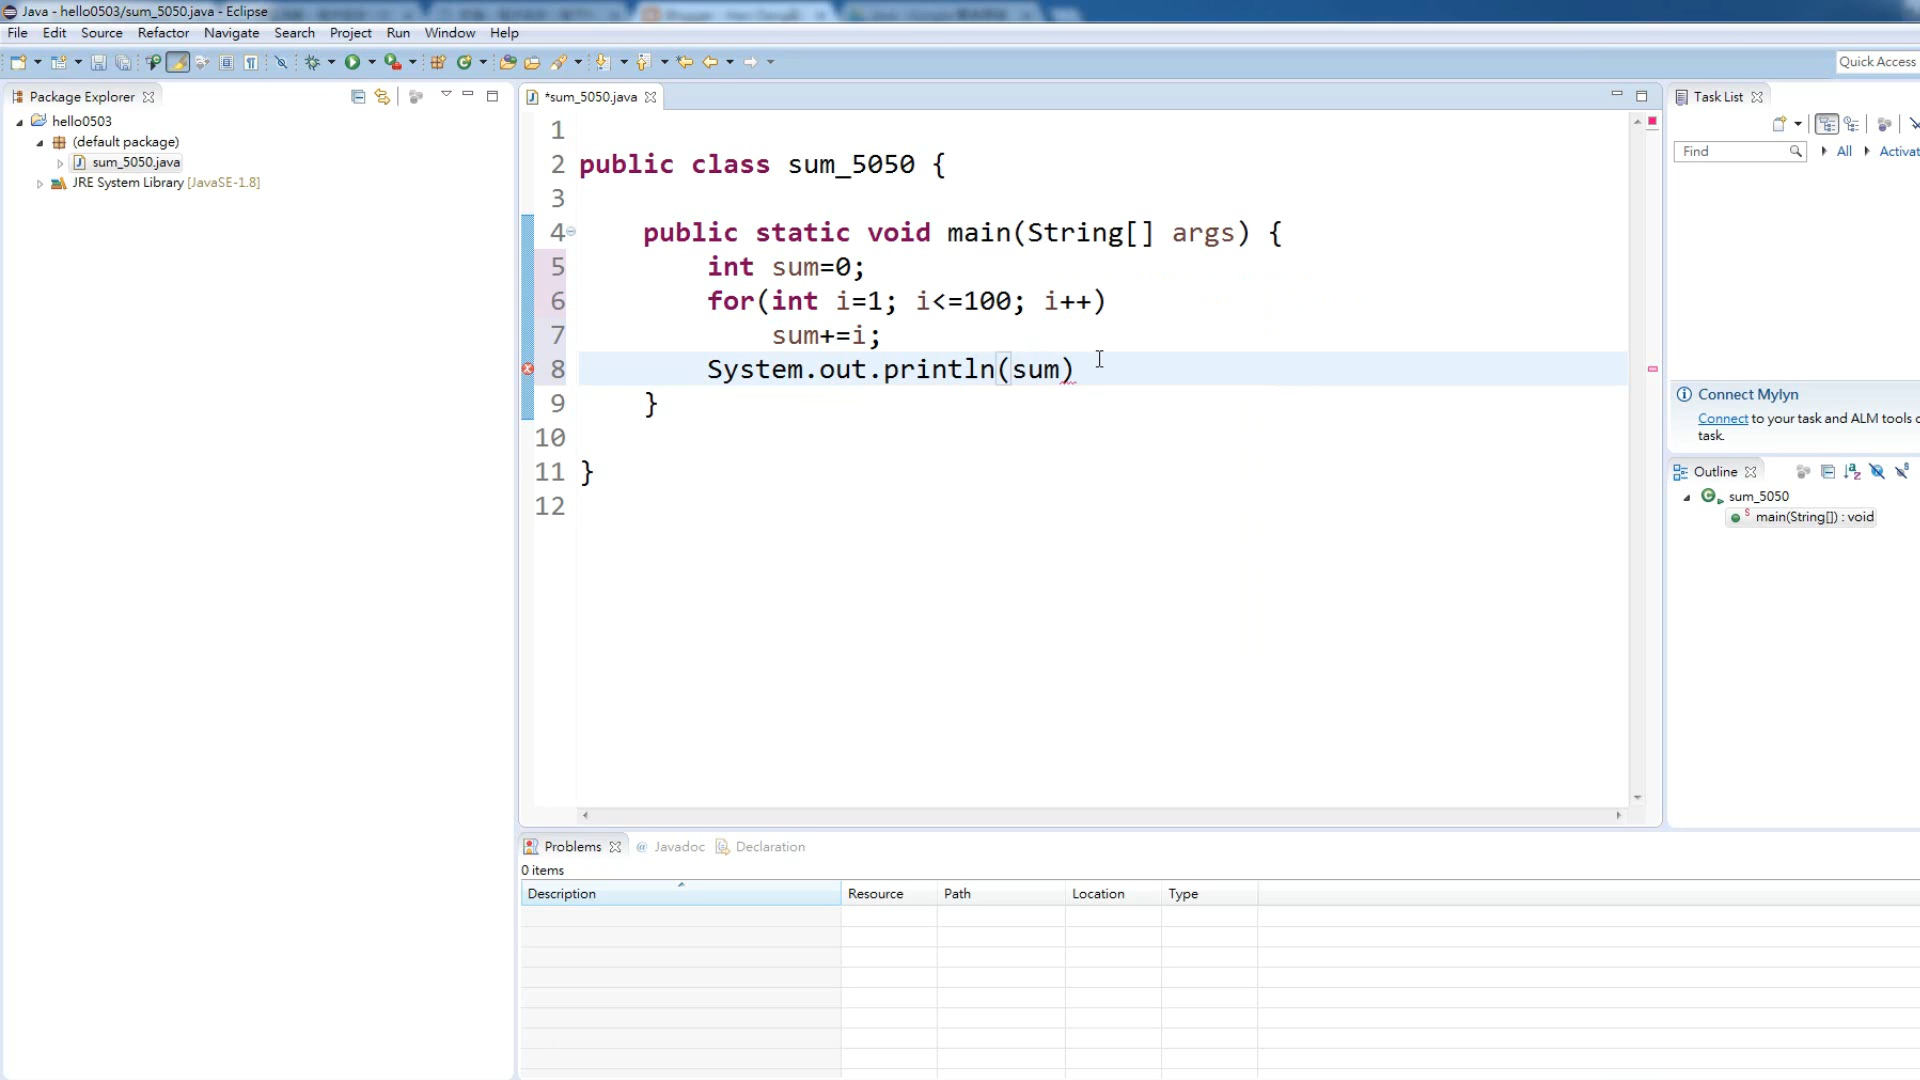 Java - hello0503/sum_5050.java - Eclipse
File Edit Source Refactor Navigate Search Project Run Window Help
Quick Access
Package Explorer
hello0503
(default package)
sum_5050.java
JRE System Library [JavaSE-1.8]
*sum_5050.java
1
2 public class sum_5050 {
3
4 public static void main(String[] args) {
5 int sum=0;
6 for(int i=1; i<=100; i++)
7 sum+=i;
8 System.out.println(sum)
9 }
10
11 }
12
Task List
Find
All
Activat
Connect Mylyn
Connect to your task and ALM tools
task.
Outline
sum_5050
main(String[]) : void
Problems @ Javadoc Declaration
0 items
Description Resource Path Location Type